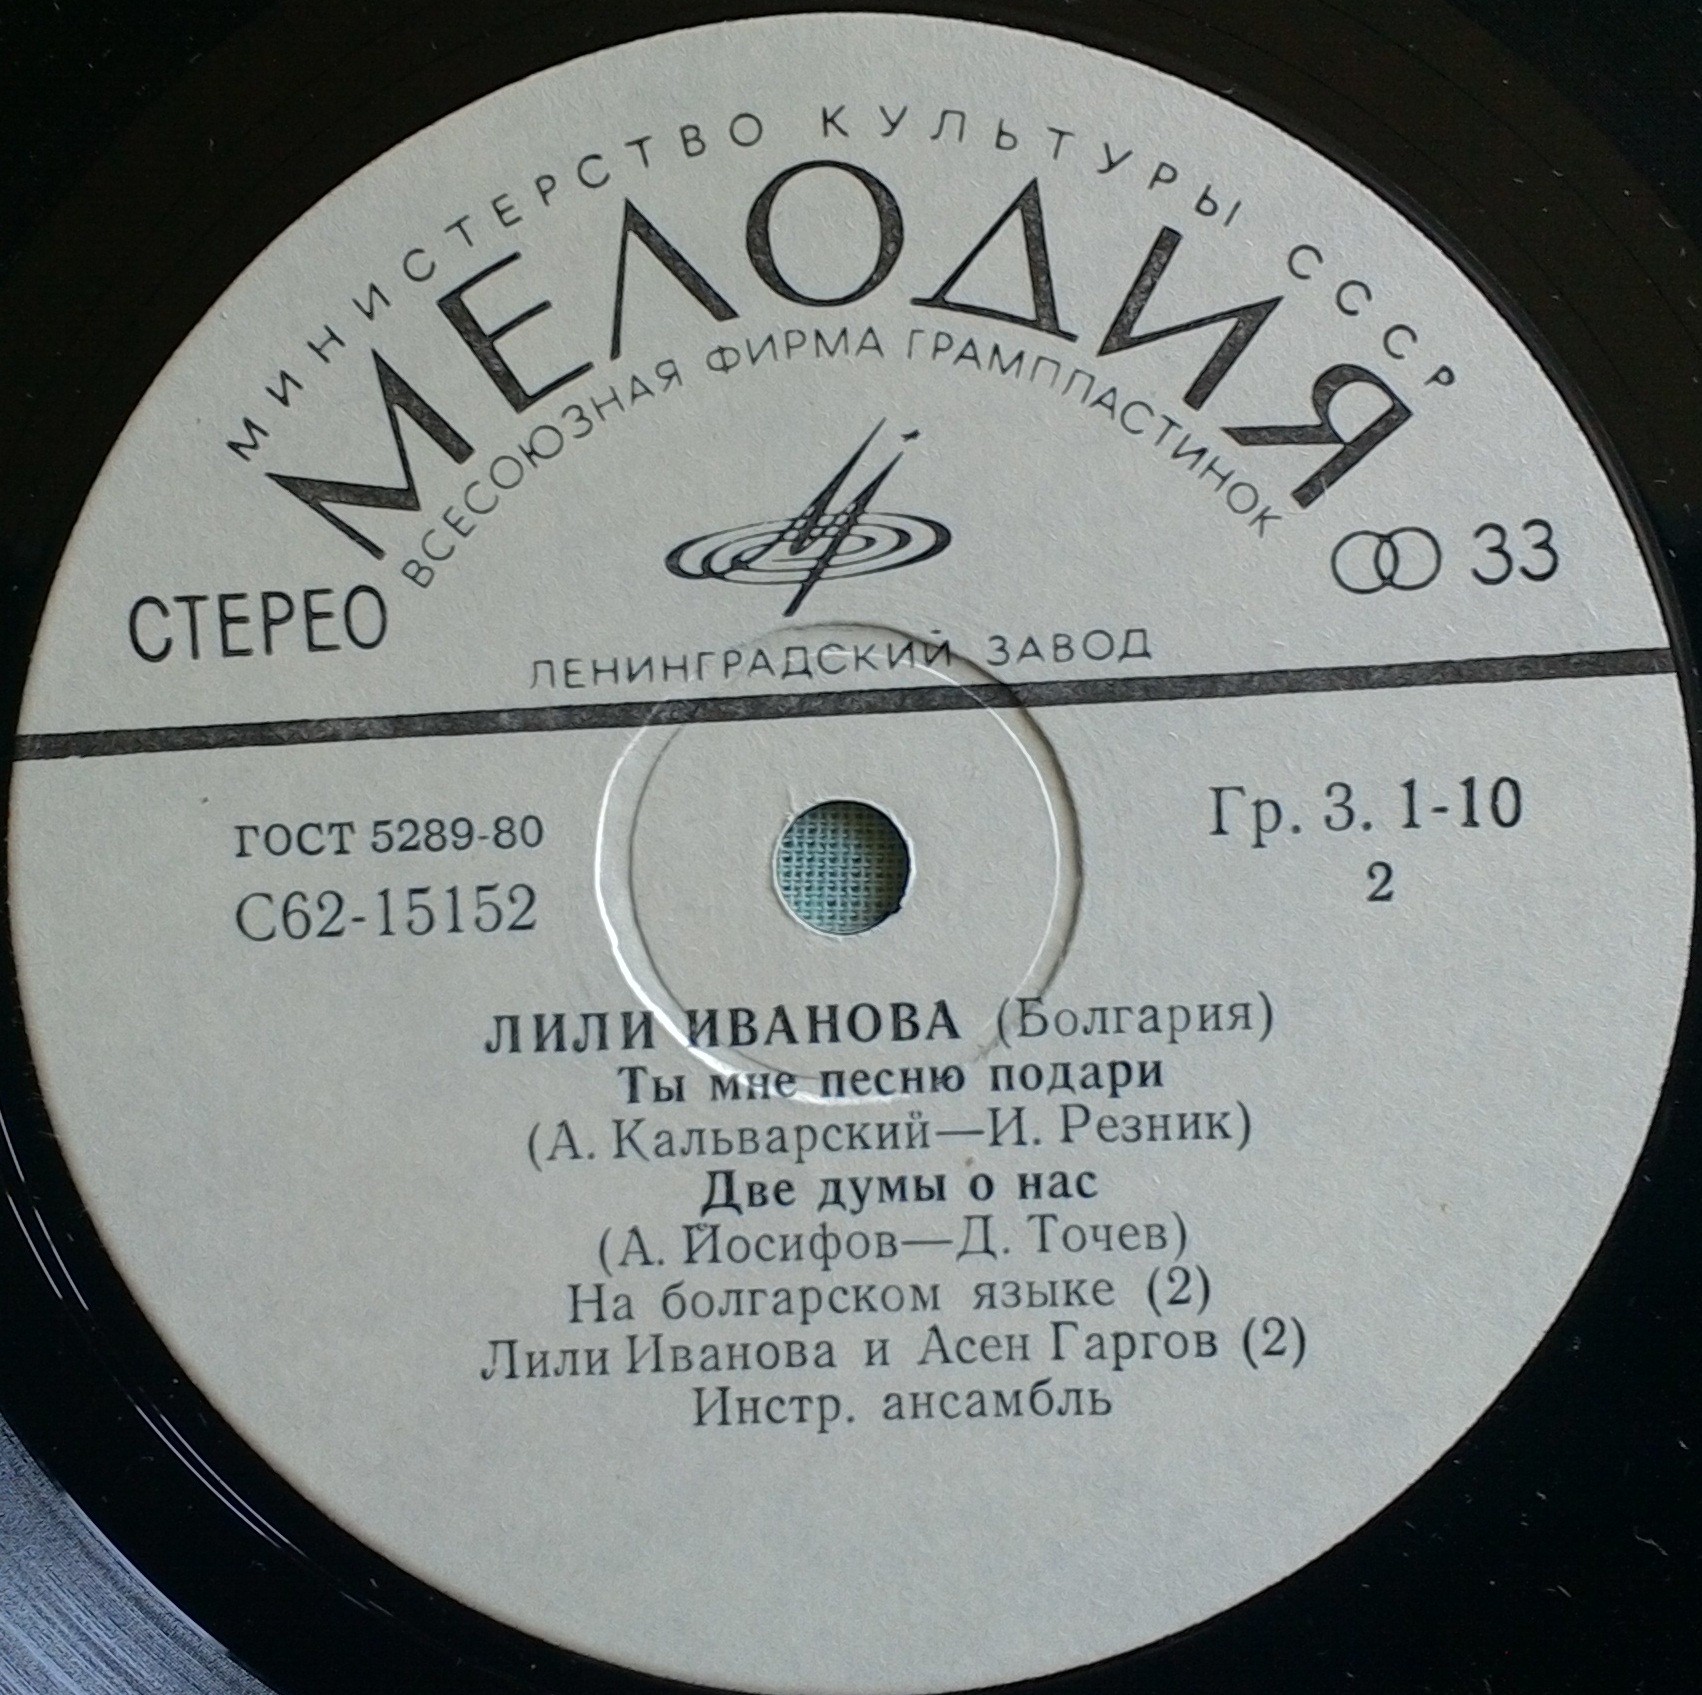 МИНИСТЕРСТВО КУЛЬТУРЫ СССР
МЕЛОДИЯ
ВСЕСОЮЗНАЯ ФИРМА ГРАМПЛАСТИНОК
СТЕРЕО
33
ЛЕНИНГРАДСКИЙ ЗАВОД
ГОСТ 5289-80
Гр. 3. 1-10
С62-15152
2
ЛИЛИ ИВАНОВА (Болгария)
Ты мне песню подари
(А. Кальварский—И. Резник)
Две думы о нас
(А. Йосифов—Д. Точев)
На болгарском языке (2)
Лили Иванова и Асен Гаргов (2)
Инстр. ансамбль